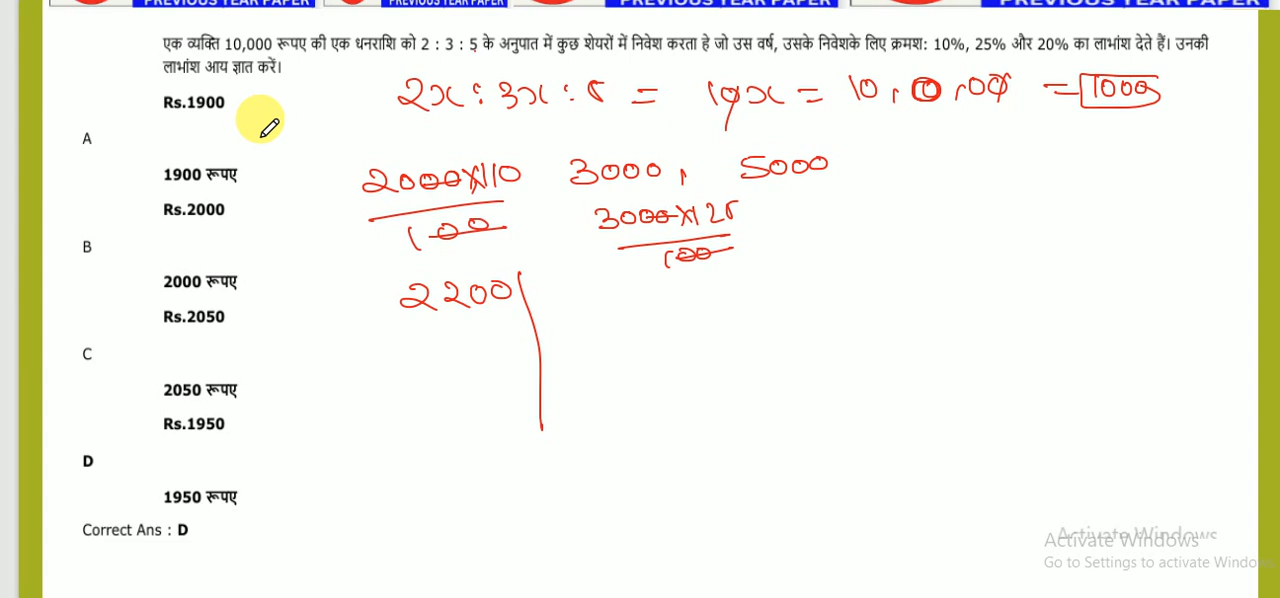 PREVIOUS YEAR PAPER PREVIOUS YEAR PAPER PREVIOUS YEAR PAPER PREVIOUS YEAR PAPER
एक व्यक्ति 10,000 रूपए की एक धनराशि को 2 : 3 : 5 के अनुपात में कुछ शेयरों में निवेश करता हे जो उस वर्ष, उसके निवेशके लिए क्रमश: 10%, 25% और 20% का लाभांश देते हैं। उनकी
लाभांश आय ज्ञात करें।
2x : 3x : 5 = 10x = 10,0,00 = 1000
Rs.1900
A
2000×10 3000, 5000
100
1900 रूपए
Rs.2000
3000×25
100
B
2000 रूपए
2200
Rs.2050
C
2050 रूपए
Rs.1950
D
1950 रूपए
Correct Ans : D
Activate Windows
Go to Settings to activate Windo